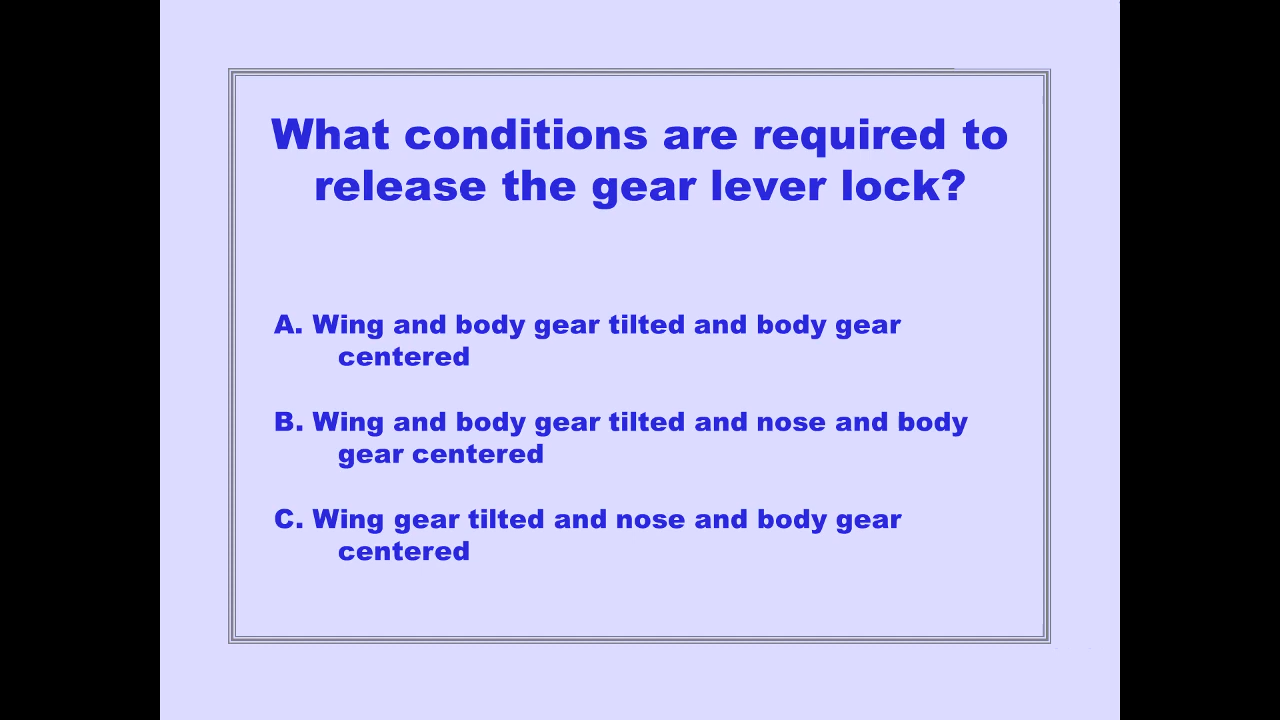 What conditions are required to
release the gear lever lock?
A. Wing and body gear tilted and body gear
centered
B. Wing and body gear tilted and nose and body
gear centered
C. Wing gear tilted and nose and body gear
centered